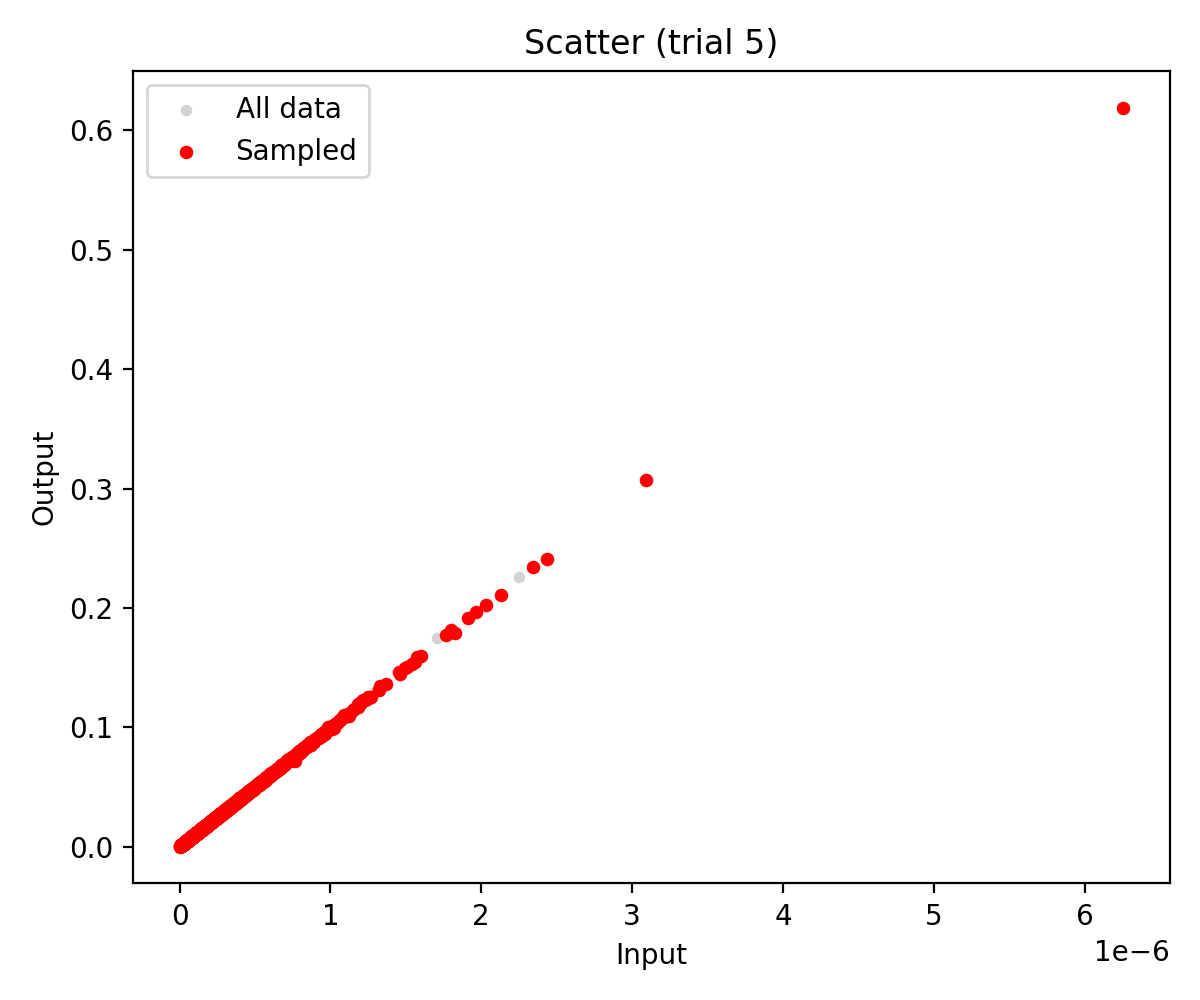 Scatter (trial 5)
All data
Sampled
0.6
0.5
0.4
0.3
0.2
0.1
0.0
Output
0 1 2 3 4 5 6
1e−6
Input